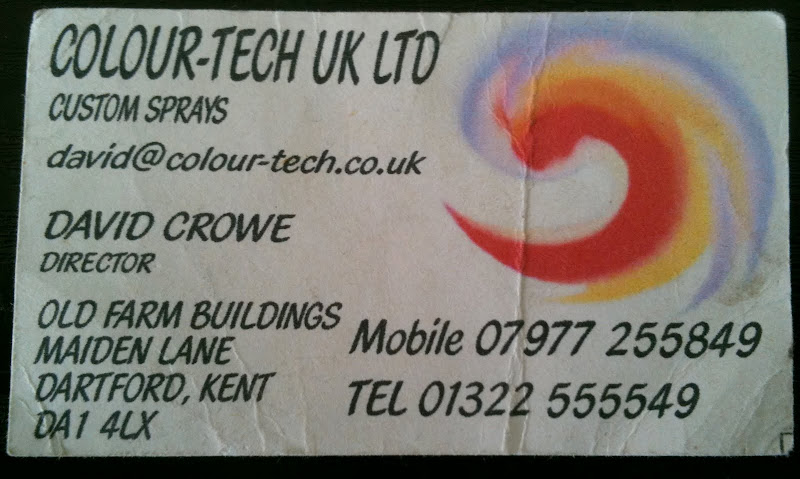 COLOUR-TECH UK LTD
CUSTOM SPRAYS
david@colour-tech.co.uk
DAVID CROWE
DIRECTOR
OLD FARM BUILDINGS
MAIDEN LANE
DARTFORD, KENT
DA1 4LX
Mobile 07977 255849
TEL 01322 555549